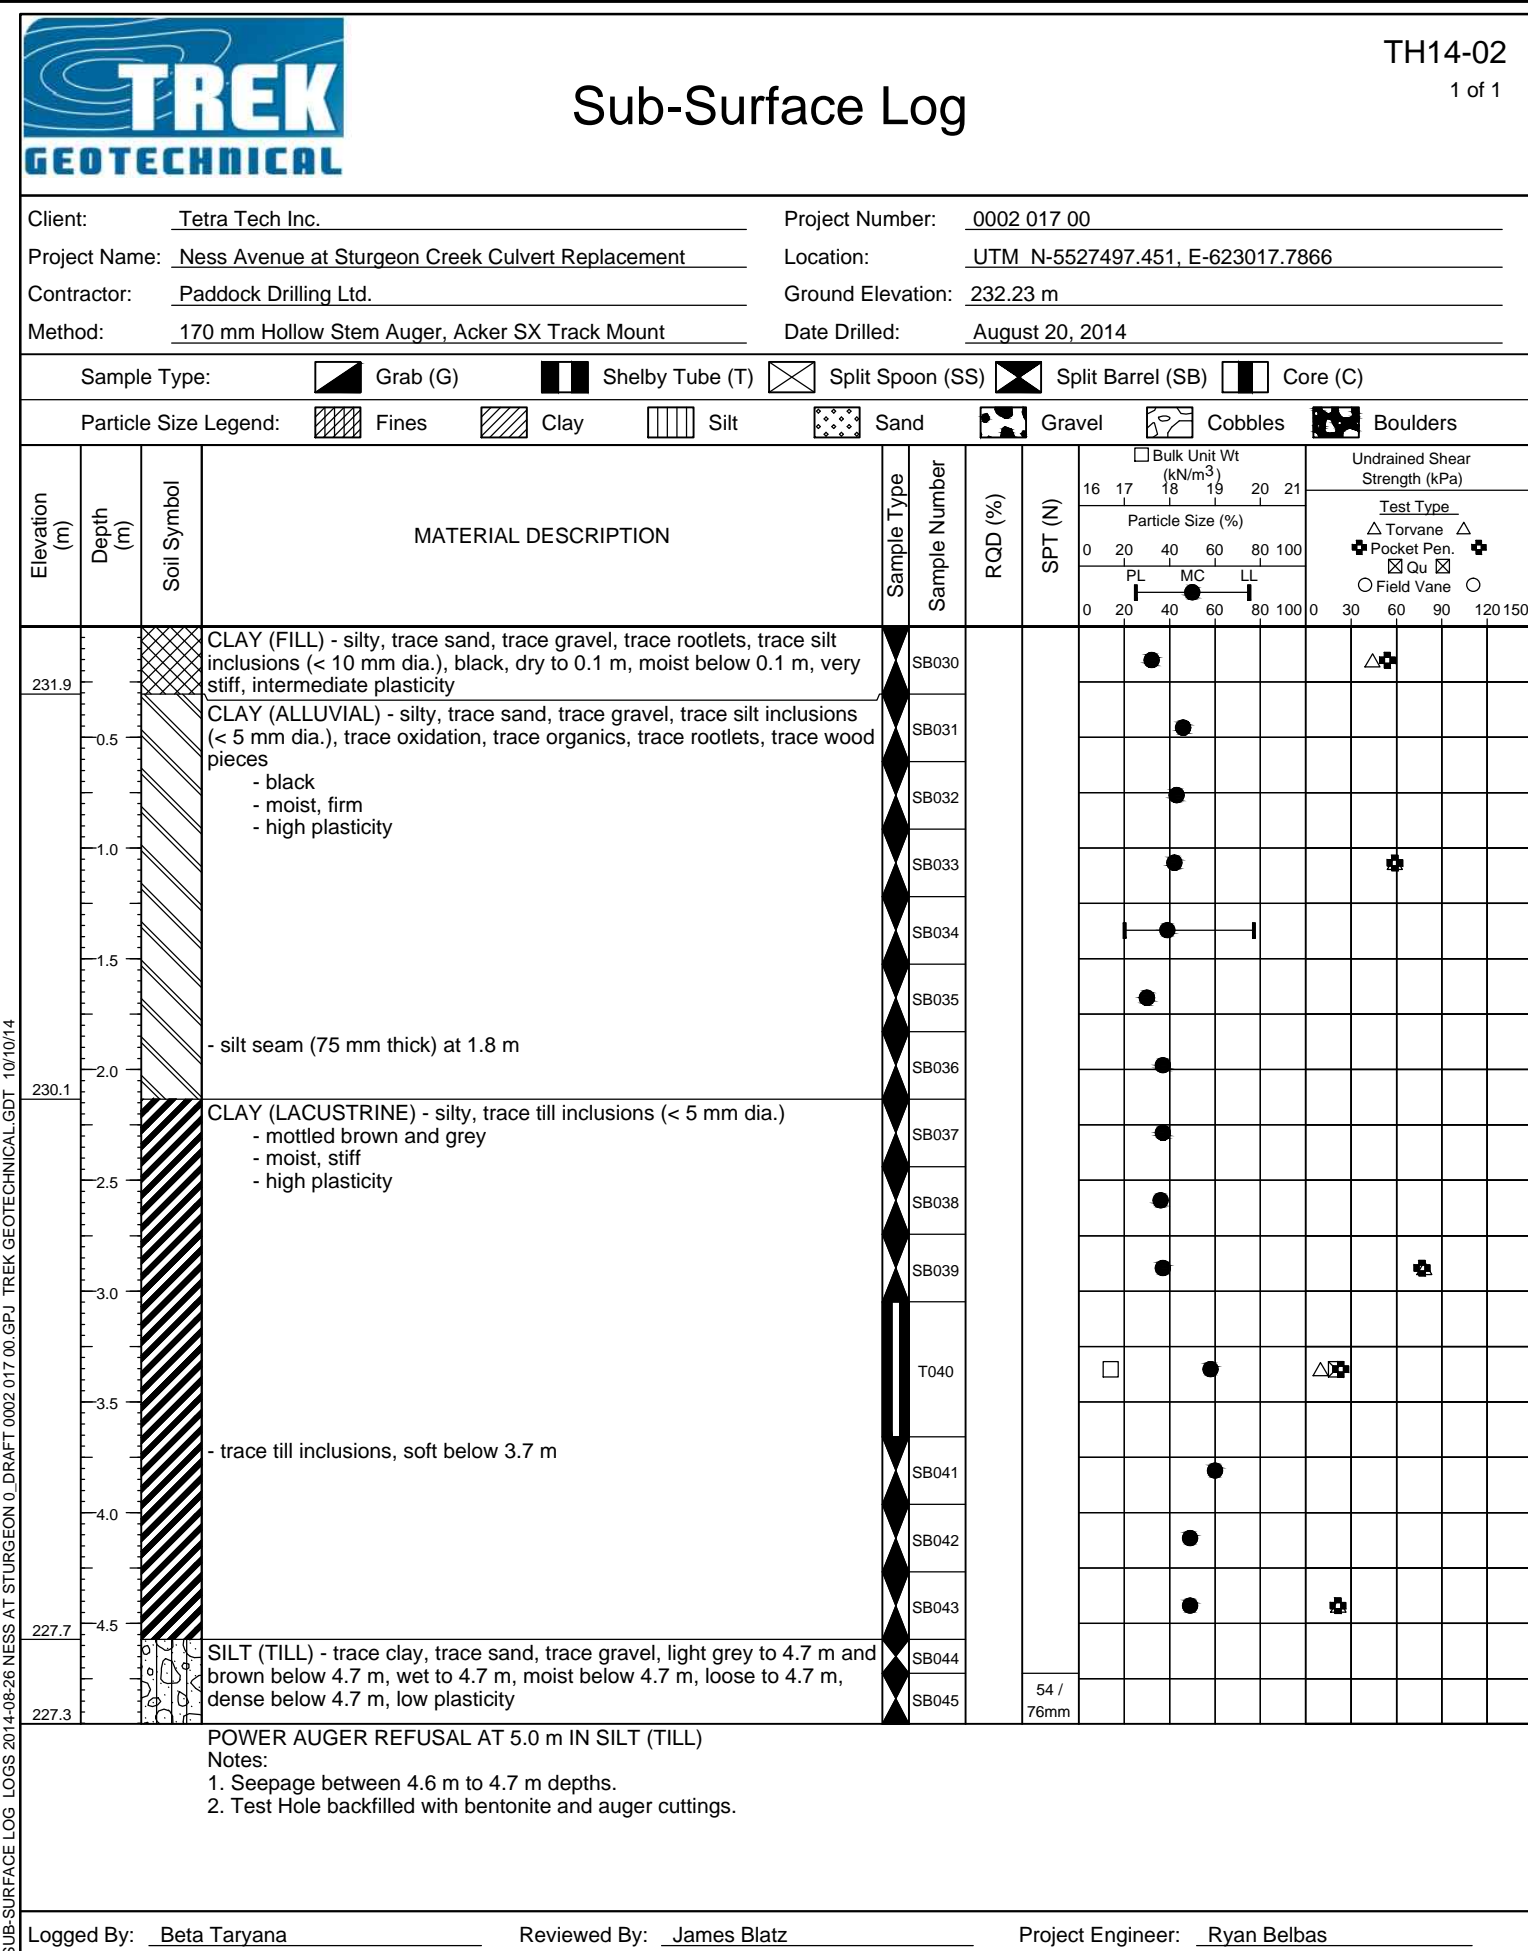 TREK
GEOTECHNICAL
Sub-Surface Log
TH14-02
1 of 1
Client: Tetra Tech Inc.
Project Number: 0002 017 00
Project Name: Ness Avenue at Sturgeon Creek Culvert Replacement
Location: UTM N-5527497.451, E-623017.7866
Contractor: Paddock Drilling Ltd.
Ground Elevation: 232.23 m
Method: 170 mm Hollow Stem Auger, Acker SX Track Mount
Date Drilled: August 20, 2014
Sample Type: Grab (G) Shelby Tube (T) Split Spoon (SS) Split Barrel (SB) Core (C)
Particle Size Legend: Fines Clay Silt Sand Gravel Cobbles Boulders
Elevation (m)
Depth (m)
Soil Symbol
MATERIAL DESCRIPTION
Sample Type
Sample Number
RQD (%)
SPT (N)
Bulk Unit Wt
(kN/m3)
16 17 18 19 20 21
Particle Size (%)
0 20 40 60 80 100
PL MC LL
0 20 40 60 80 100
Undrained Shear
Strength (kPa)
Test Type
Torvane
Pocket Pen.
Qu
Field Vane
0 30 60 90 120 150
CLAY (FILL) - silty, trace sand, trace gravel, trace rootlets, trace silt
inclusions (< 10 mm dia.), black, dry to 0.1 m, moist below 0.1 m, very
stiff, intermediate plasticity
SB030
231.9
CLAY (ALLUVIAL) - silty, trace sand, trace gravel, trace silt inclusions
(< 5 mm dia.), trace oxidation, trace organics, trace rootlets, trace wood
pieces
- black
- moist, firm
- high plasticity
0.5
SB031
SB032
1.0
SB033
SB034
1.5
SB035
- silt seam (75 mm thick) at 1.8 m
2.0
SB036
230.1
CLAY (LACUSTRINE) - silty, trace till inclusions (< 5 mm dia.)
- mottled brown and grey
- moist, stiff
- high plasticity
SB037
2.5
SB038
SB039
3.0
T040
3.5
- trace till inclusions, soft below 3.7 m
SB041
4.0
SB042
SB043
4.5
227.7
SILT (TILL) - trace clay, trace sand, trace gravel, light grey to 4.7 m and
brown below 4.7 m, wet to 4.7 m, moist below 4.7 m, loose to 4.7 m,
dense below 4.7 m, low plasticity
SB044
SB045
54 /
76mm
227.3
POWER AUGER REFUSAL AT 5.0 m IN SILT (TILL)
Notes:
1. Seepage between 4.6 m to 4.7 m depths.
2. Test Hole backfilled with bentonite and auger cuttings.
SUB-SURFACE LOG LOGS 2014-08-26 NESS AT STURGEON 0_DRAFT 0002 017 00.GPJ TREK GEOTECHNICAL.GDT 10/10/14
Logged By: Beta Taryana
Reviewed By: James Blatz
Project Engineer: Ryan Belbas